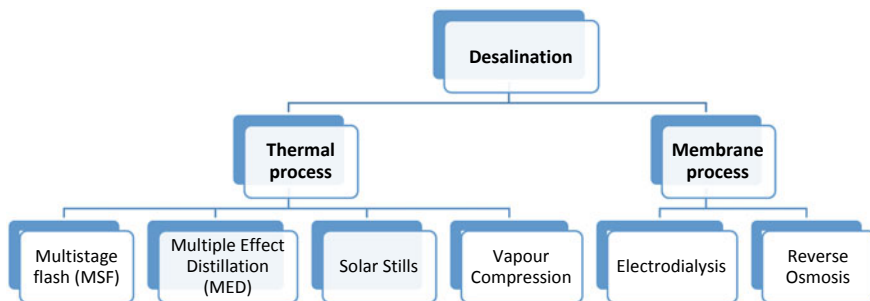 Desalination
Thermal
process
Membrane
process
Multistage
flash (MSF)
Multiple Effect
Distillation
(MED)
Solar Stills
Vapour
Compression
Electrodialysis
Reverse
Osmosis